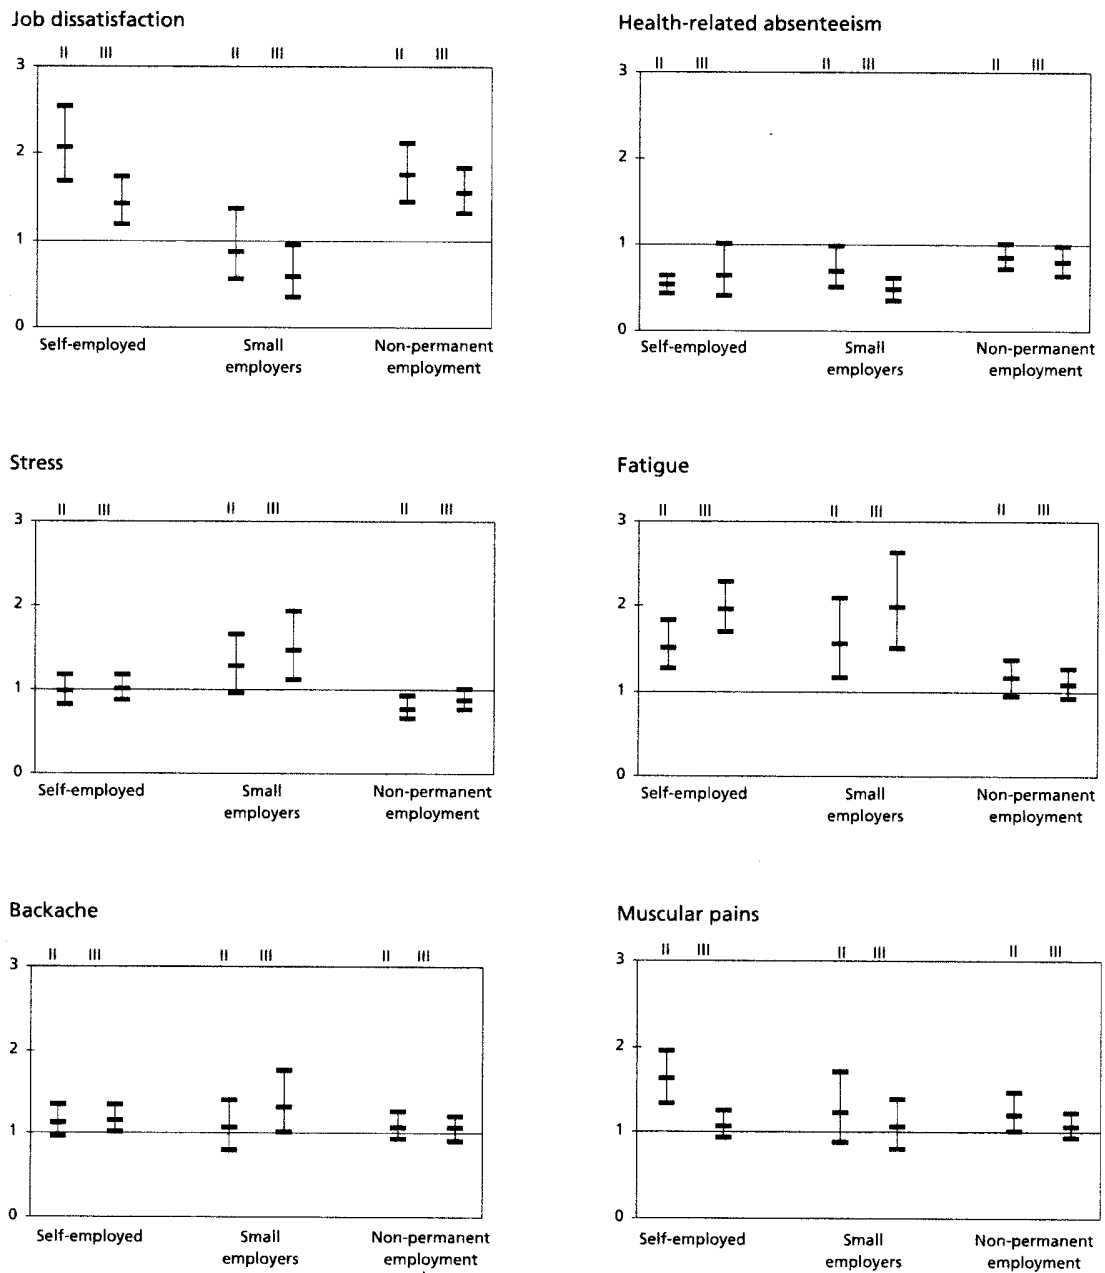 Job dissatisfaction
II III II III II III
3
2
1
0
Self-employed Small Non-permanent
employers employment
Health-related absenteeism
II III II III II III
3
2
1
0
Self-employed Small Non-permanent
employers employment
Stress
II III II III II III
3
2
1
0
Self-employed Small Non-permanent
employers employment
Fatigue
II III II III II III
3
2
1
0
Self-employed Small Non-permanent
employers employment
Backache
II III II III II III
3
2
1
0
Self-employed Small Non-permanent
employers employment
Muscular pains
II III II III II III
3
2
1
0
Self-employed Small Non-permanent
employers employment